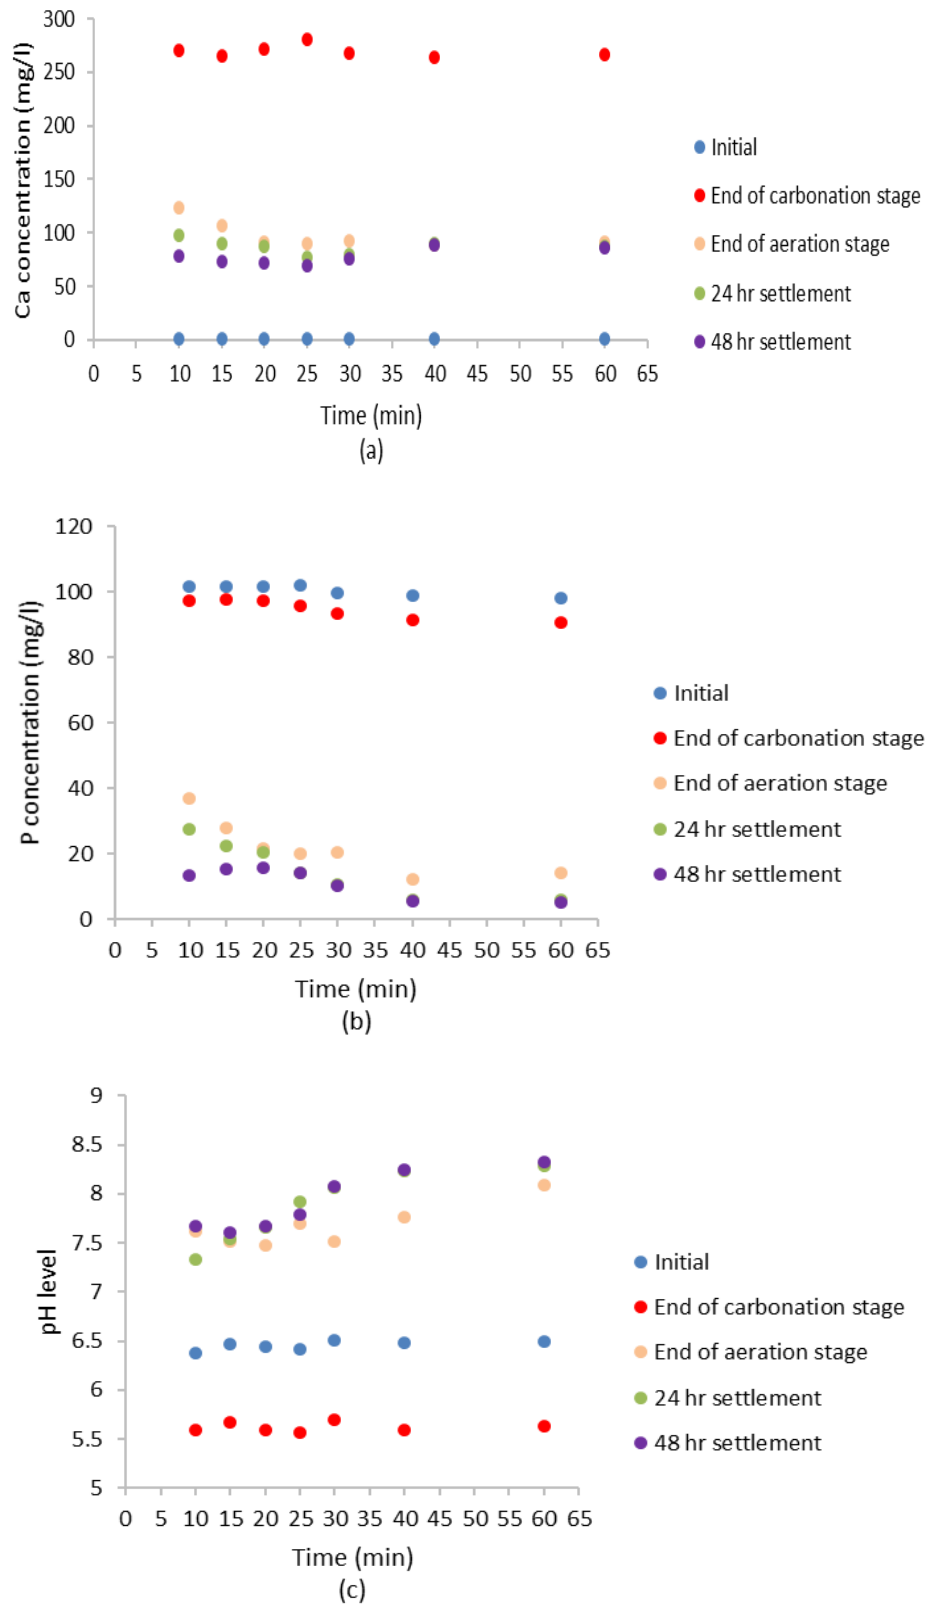 300
250
200
150
100
50
0
Ca concentration (mg/l)
0 5 10 15 20 25 30 35 40 45 50 55 60 65
Time (min)
(a)
Initial
End of carbonation stage
End of aeration stage
24 hr settlement
48 hr settlement
120
100
80
60
40
20
0
P concentration (mg/l)
0 5 10 15 20 25 30 35 40 45 50 55 60 65
Time (min)
(b)
Initial
End of carbonation stage
End of aeration stage
24 hr settlement
48 hr settlement
9
8.5
8
7.5
7
6.5
6
5.5
5
pH level
0 5 10 15 20 25 30 35 40 45 50 55 60 65
Time (min)
(c)
Initial
End of carbonation stage
End of aeration stage
24 hr settlement
48 hr settlement